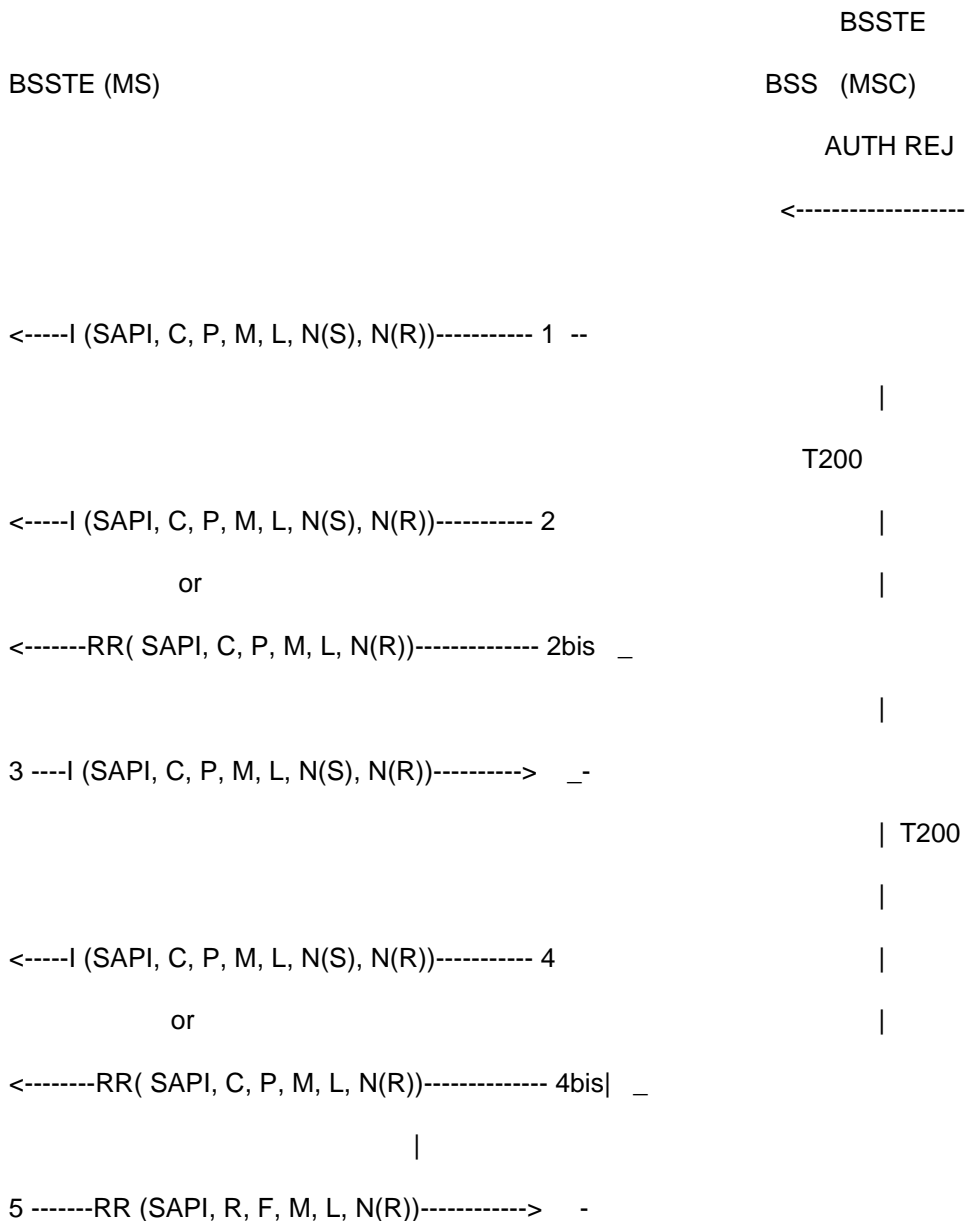 BSSTE
BSSTE (MS) BSS (MSC)
AUTH REJ
<-------------------
<-----I (SAPI, C, P, M, L, N(S), N(R))----------- 1 --
|
T200
<-----I (SAPI, C, P, M, L, N(S), N(R))----------- 2 |
or |
<-------RR( SAPI, C, P, M, L, N(R))-------------- 2bis _
|
3 ----I (SAPI, C, P, M, L, N(S), N(R))----------> _-
| T200
|
<-----I (SAPI, C, P, M, L, N(S), N(R))----------- 4 |
or |
<--------RR( SAPI, C, P, M, L, N(R))-------------- 4bis| _
|
5 -------RR (SAPI, R, F, M, L, N(R))------------> -